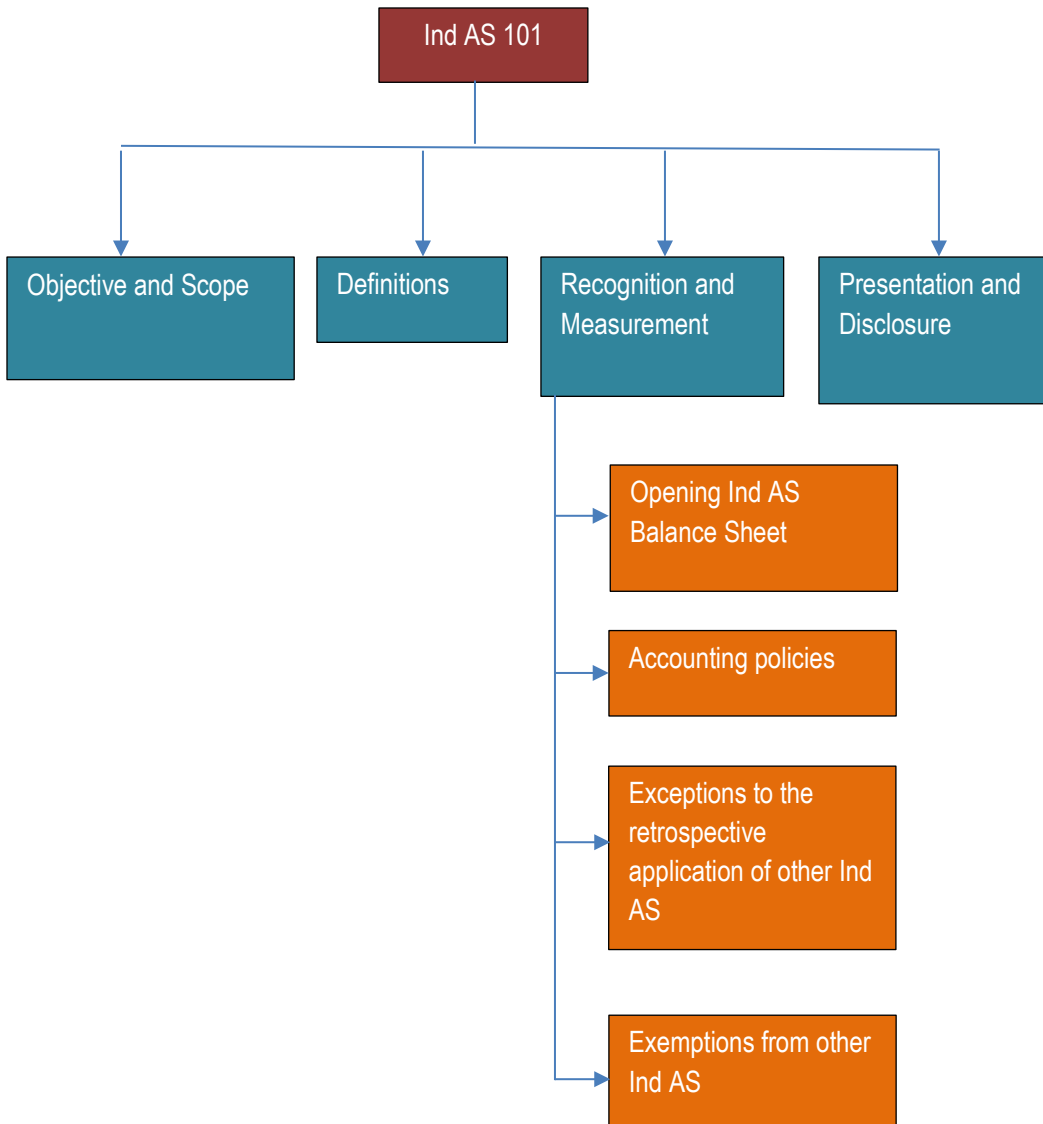 Ind AS 101
Objective and Scope
Definitions
Recognition and
Measurement
Presentation and
Disclosure
Opening Ind AS
Balance Sheet
Accounting policies
Exceptions to the
retrospective
application of other Ind
AS
Exemptions from other
Ind AS